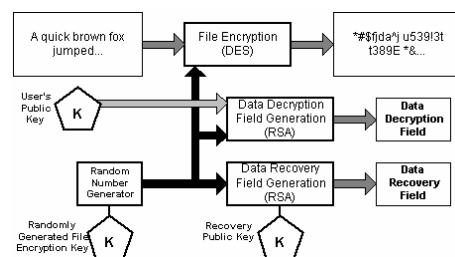 A quick brown fox
jumped...
File Encryption
(DES)
*#$fjda^j u539!3t
t389E *&...
User's
Public
Key
K
Data Decryption
Field Generation
(RSA)
Data
Decryption
Field
Random
Number
Generator
Data Recovery
Field Generation
(RSA)
Data
Recovery
Field
Randomly
Generated File
Encryption Key
K
Recovery
Public Key
K